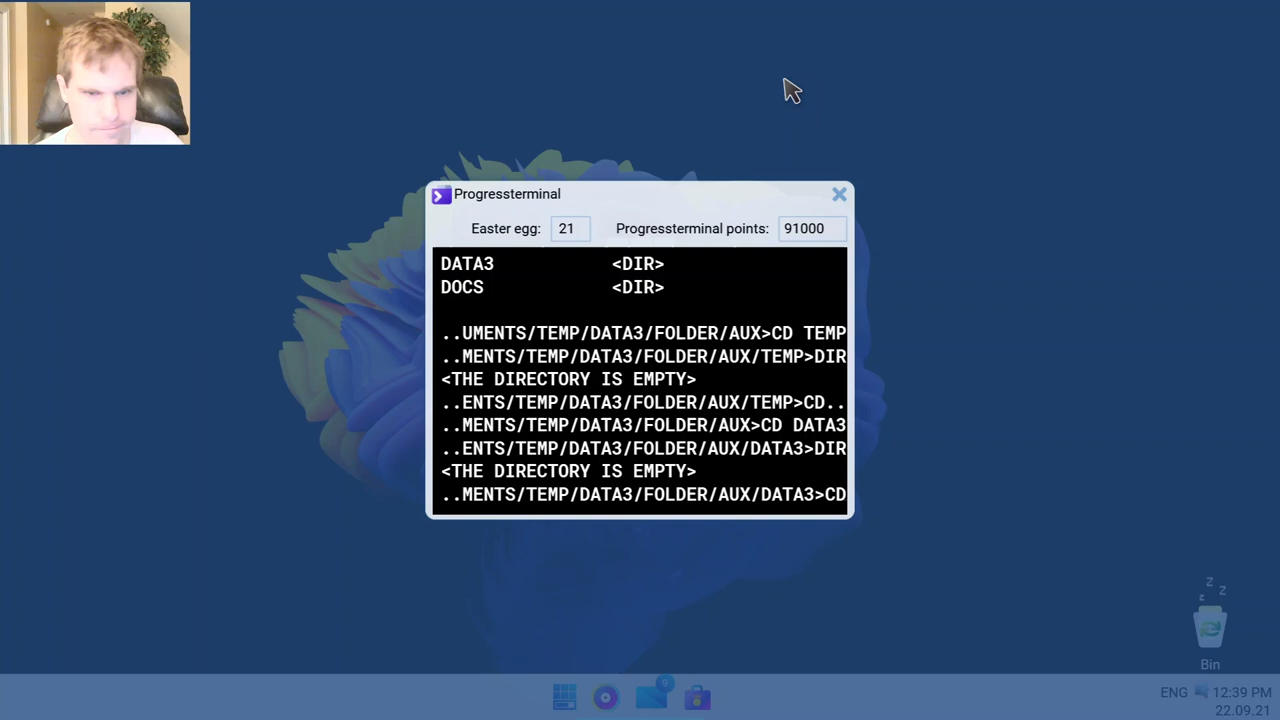 Progressterminal
Easter egg: 21 Progressterminal points: 91000
DATA3 <DIR>
DOCS <DIR>
..UMENTS/TEMP/DATA3/FOLDER/AUX>CD TEMP
..MENTS/TEMP/DATA3/FOLDER/AUX/TEMP>DIR
<THE DIRECTORY IS EMPTY>
..ENTS/TEMP/DATA3/FOLDER/AUX/TEMP>CD..
..MENTS/TEMP/DATA3/FOLDER/AUX>CD DATA3
..ENTS/TEMP/DATA3/FOLDER/AUX/DATA3>DIR
<THE DIRECTORY IS EMPTY>
..MENTS/TEMP/DATA3/FOLDER/AUX/DATA3>CD
z z z
Bin
9
ENG 12:39 PM
22.09.21